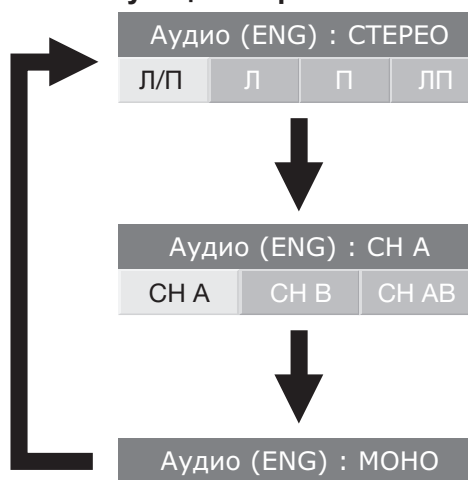 Аудио (ENG) : СТЕРЕО
Л/П Л П ЛП
Аудио (ENG) : CH A
CH A CH B CH AB
Аудио (ENG) : МОНО